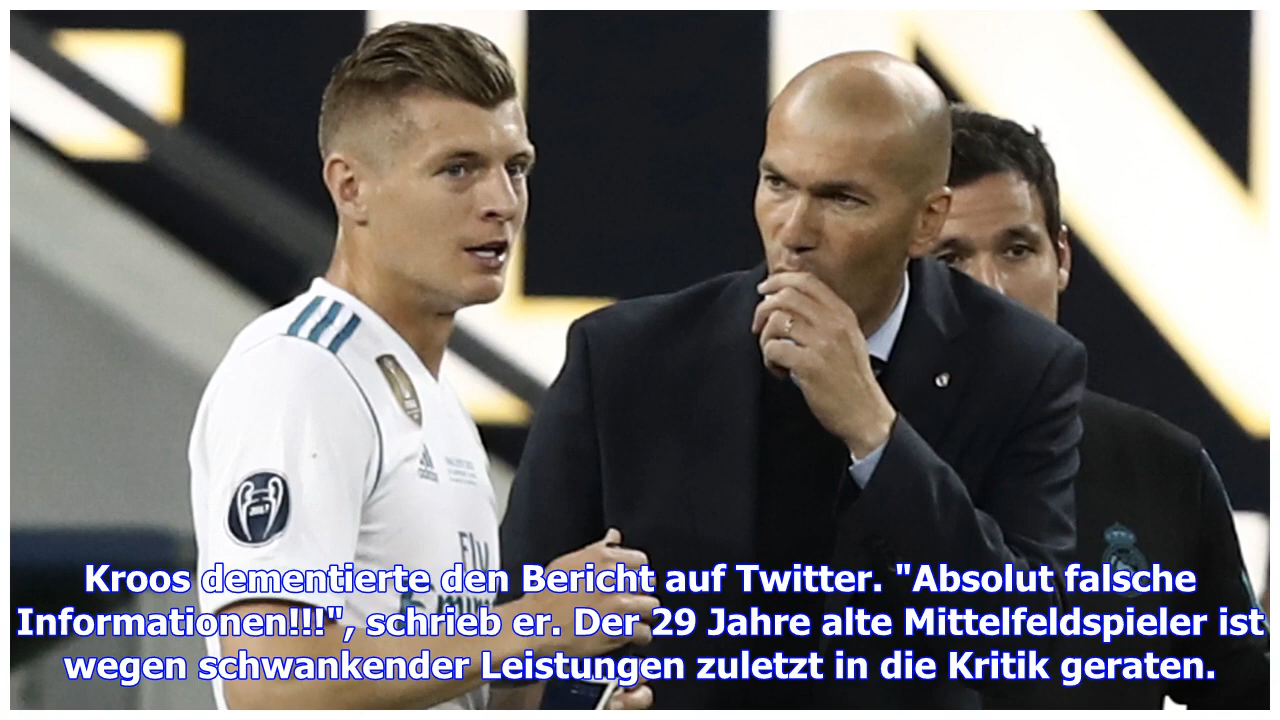 Fly
Kroos dementierte den Bericht auf Twitter. "Absolut falsche
Informationen!!!", schrieb er. Der 29 Jahre alte Mittelfeldspieler ist
wegen schwankender Leistungen zuletzt in die Kritik geraten.